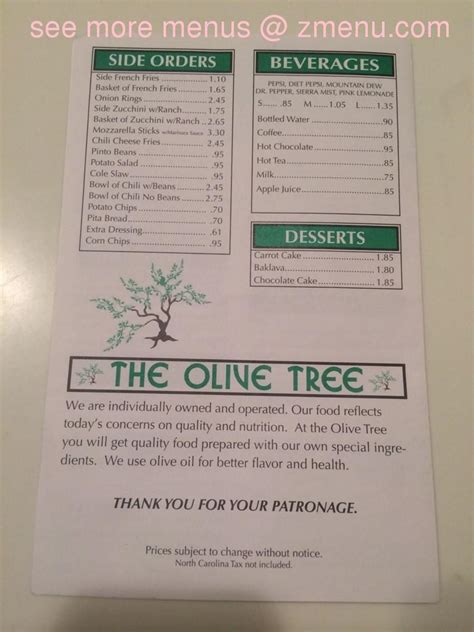 see more menus @ zmenu.com
SIDE ORDERS
Side French Fries 1.10
Basket of French Fries 1.65
Onion Rings 2.45
Side Zucchini w/Ranch 1.75
Basket of Zucchini w/Ranch 2.65
Mozzarella Sticks w/Marinara Sauce 3.30
Chili Cheese Fries 2.45
Pinto Beans .95
Potato Salad .95
Cole Slaw .95
Bowl of Chili w/Beans 2.45
Bowl of Chili No Beans 2.75
Potato Chips .70
Pita Bread .70
Extra Dressing .61
Corn Chips .95
BEVERAGES
PEPSI, DIET PEPSI, MOUNTAIN DEW
DR. PEPPER, SIERRA MIST, PINK LEMONADE
S ...... .85 M ...... 1.05 L ...... 1.35
Bottled Water .90
Coffee .85
Hot Chocolate .95
Hot Tea .85
Milk .75
Apple Juice .85
DESSERTS
Carrot Cake 1.85
Baklava 1.80
Chocolate Cake 1.85
THE OLIVE TREE
We are individually owned and operated. Our food reflects
today's concerns on quality and nutrition. At the Olive Tree
you will get quality food prepared with our own special ingre-
dients. We use olive oil for better flavor and health.
THANK YOU FOR YOUR PATRONAGE.
Prices subject to change without notice.
North Carolina Tax not included.